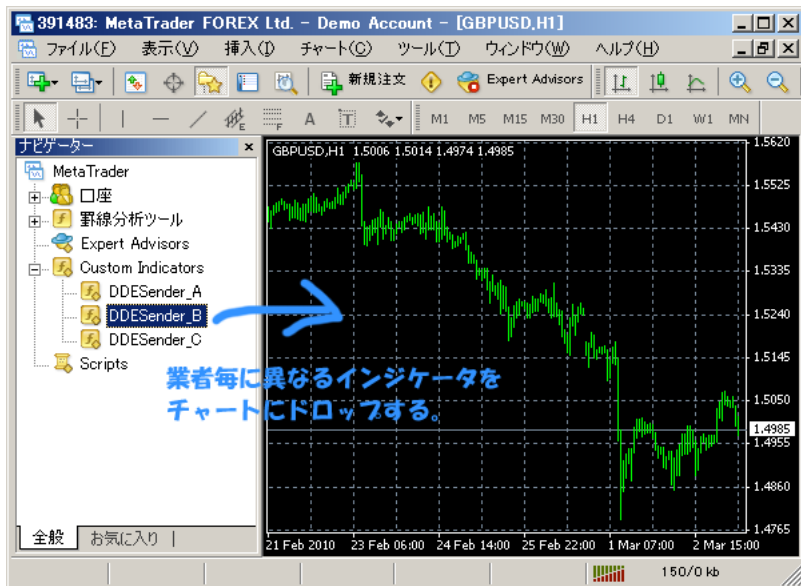 391483: MetaTrader FOREX Ltd. - Demo Account - [GBPUSD,H1]
ファイル(F) 表示(V) 挿入(I) チャート(C) ツール(T) ウィンドウ(W) ヘルプ(H)
新規注文 Expert Advisors
E F A T M1 M5 M15 M30 H1 H4 D1 W1 MN
ナビゲーター
MetaTrader
口座
罫線分析ツール
Expert Advisors
Custom Indicators
DDESender_A
DDESender_B
DDESender_C
Scripts
全般 お気に入り
GBPUSD,H1 1.5006 1.5014 1.4974 1.4985
業者毎に異なるインジケータを
チャートにドロップする。
1.5620
1.5525
1.5430
1.5335
1.5240
1.5145
1.5050
1.4985
1.4955
1.4860
1.4765
21 Feb 2010 23 Feb 06:00 24 Feb 14:00 25 Feb 22:00 1 Mar 07:00 2 Mar 15:00
150/0 kb